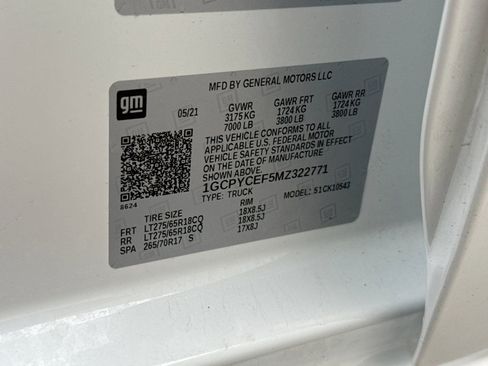 MFD BY GENERAL MOTORS LLC
gm
05/21 GVWR GAWR FRT GAWR RR
3175 KG 1724 KG 1724 KG
7000 LB 3800 LB 3800 LB
THIS VEHICLE CONFORMS TO ALL
APPLICABLE U.S. FEDERAL MOTOR
VEHICLE SAFETY STANDARDS IN EFFECT
ON THE DATE OF MANUFACTURE
SHOWN ABOVE.
1GCPYCEF5MZ322771
TYPE: TRUCK MODEL: 51CK10543
8624
TIRE SIZE RIM
FRT LT275/65R18CQ 18X8.5J
RR LT275/65R18CQ 18X8.5J
SPA 265/70R17 S 17X8J